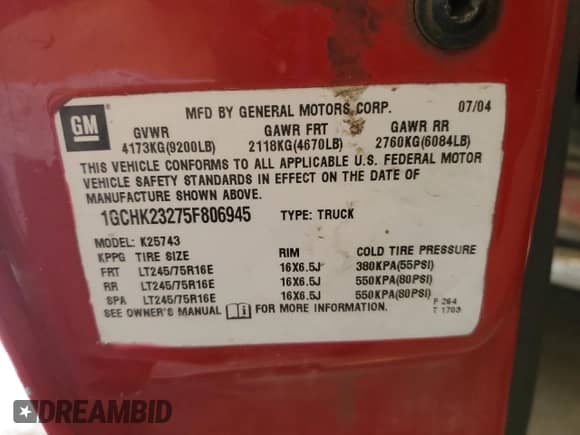 GM
MFD BY GENERAL MOTORS CORP. 07/04
GVWR GAWR FRT GAWR RR
4173KG(9200LB) 2118KG(4670LB) 2760KG(6084LB)
THIS VEHICLE CONFORMS TO ALL APPLICABLE U.S. FEDERAL MOTOR
VEHICLE SAFETY STANDARDS IN EFFECT ON THE DATE OF
MANUFACTURE SHOWN ABOVE.
1GCHK23275F806945 TYPE: TRUCK
MODEL: K25743
KPPG TIRE SIZE RIM COLD TIRE PRESSURE
FRT LT245/75R16E 16X6.5J 380KPA(55PSI)
RR LT245/75R16E 16X6.5J 550KPA(80PSI)
SPA LT245/75R16E 16X6.5J 550KPA(80PSI)
SEE OWNER'S MANUAL FOR MORE INFORMATION.
P 264
T 1703
DREAMBID